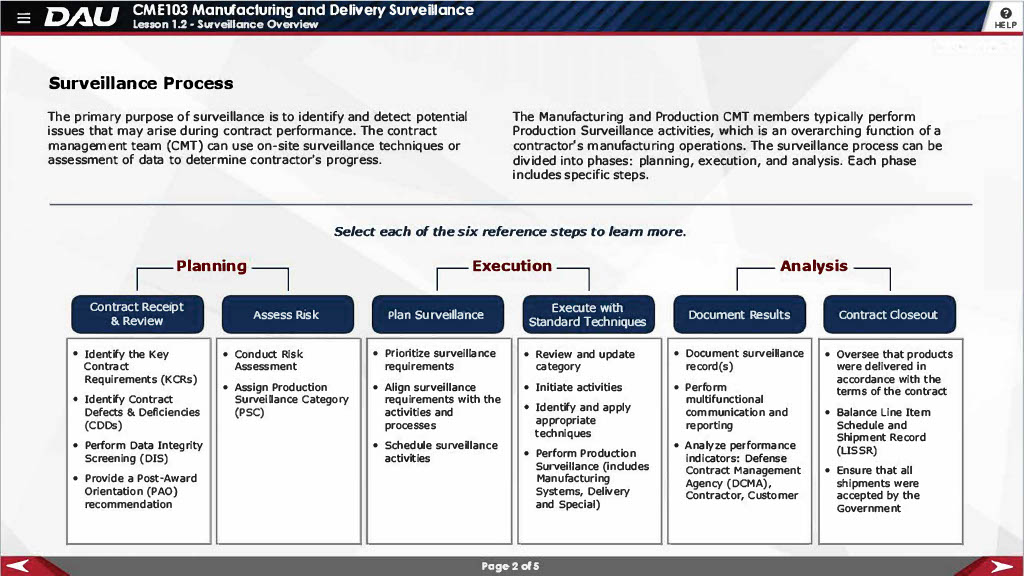 DAU
CME103 Manufacturing and Delivery Surveillance
Lesson 1.2 - Surveillance Overview
HELP
Surveillance Process
The primary purpose of surveillance is to identify and detect potential
issues that may arise during contract performance. The contract
management team (CMT) can use on-site surveillance techniques or
assessment of data to determine contractor's progress.
The Manufacturing and Production CMT members typically perform
Production Surveillance activities, which is an overarching function of a
contractor's manufacturing operations. The surveillance process can be
divided into phases: planning, execution, and analysis. Each phase
includes specific steps.
Select each of the six reference steps to learn more.
Planning
Execution
Analysis
Contract Receipt
& Review
Assess Risk
Plan Surveillance
Execute with
Standard Techniques
Document Results
Contract Closeout
• Identify the Key
Contract
Requirements (KCRs)
• Identify Contract
Defects & Deficiencies
(CDDs)
• Perform Data Integrity
Screening (DIS)
• Provide a Post-Award
Orientation (PAO)
recommendation
• Conduct Risk
Assessment
• Assign Production
Surveillance Category
(PSC)
• Prioritize surveillance
requirements
• Align surveillance
requirements with the
activities and
processes
• Schedule surveillance
activities
• Review and update
category
• Initiate activities
• Identify and apply
appropriate
techniques
• Perform Production
Surveillance (includes
Manufacturing
Systems, Delivery
and Special)
• Document surveillance
record(s)
• Perform
multifunctional
communication and
reporting
• Analyze performance
indicators: Defense
Contract Management
Agency (DCMA),
Contractor, Customer
• Oversee that products
were delivered in
accordance with the
terms of the contract
• Balance Line Item
Schedule and
Shipment Record
(LISSR)
• Ensure that all
shipments were
accepted by the
Government
Page 2 of 5